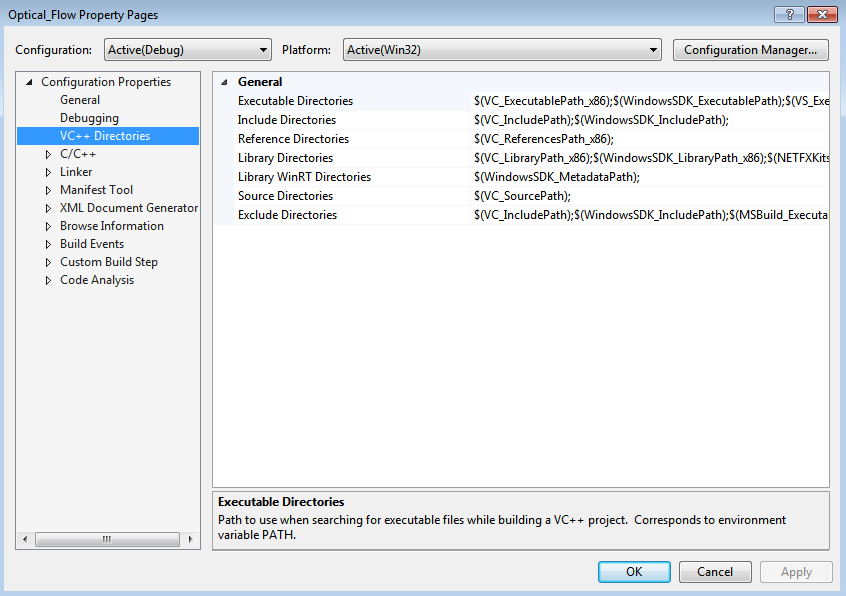 Optical_Flow Property Pages
Configuration: Active(Debug) Platform: Active(Win32) Configuration Manager...
Configuration Properties
General
Debugging
VC++ Directories
C/C++
Linker
Manifest Tool
XML Document Generator
Browse Information
Build Events
Custom Build Step
Code Analysis
General
Executable Directories $(VC_ExecutablePath_x86);$(WindowsSDK_ExecutablePath);$(VS_Exe
Include Directories $(VC_IncludePath);$(WindowsSDK_IncludePath);
Reference Directories $(VC_ReferencesPath_x86);
Library Directories $(VC_LibraryPath_x86);$(WindowsSDK_LibraryPath_x86);$(NETFXKits
Library WinRT Directories $(WindowsSDK_MetadataPath);
Source Directories $(VC_SourcePath);
Exclude Directories $(VC_IncludePath);$(WindowsSDK_IncludePath);$(MSBuild_Executa
Executable Directories
Path to use when searching for executable files while building a VC++ project.  Corresponds to environment
variable PATH.
OK Cancel Apply